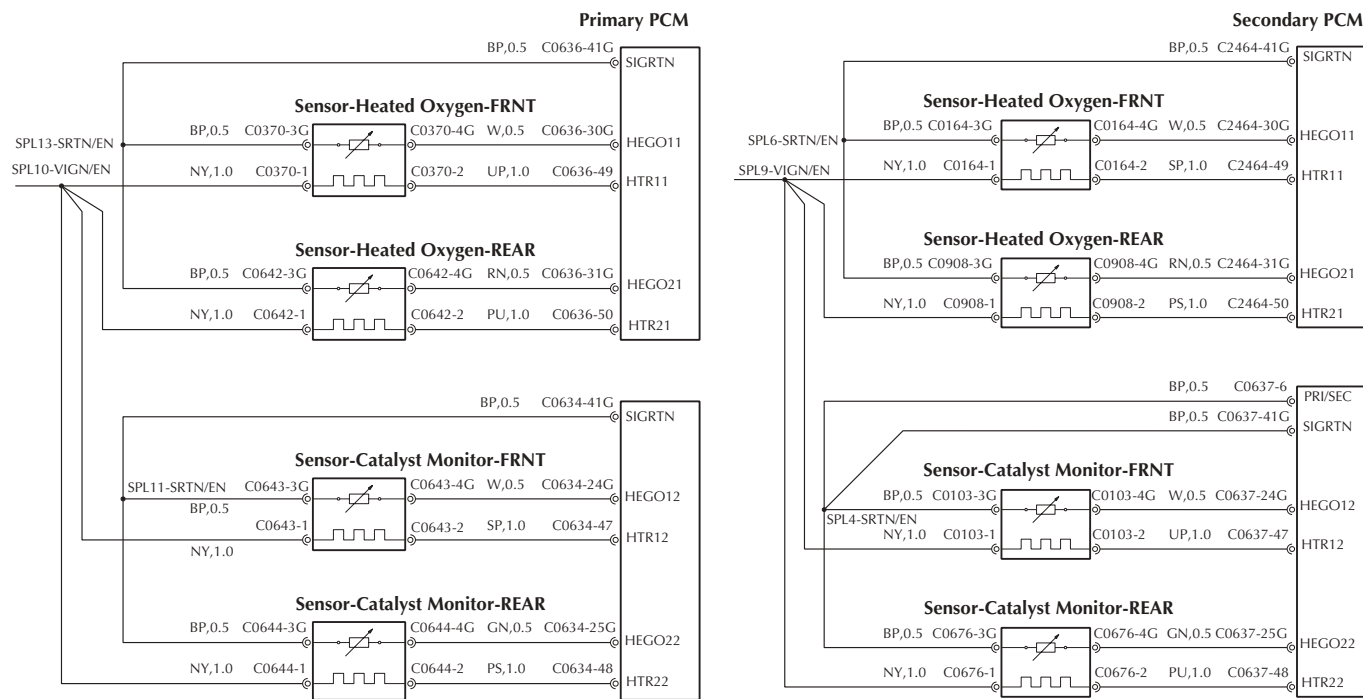 Primary PCM
BP,0.5 C0636-41G
SIGRTN
Sensor-Heated Oxygen-FRNT
SPL13-SRTN/EN
BP,0.5 C0370-3G
C0370-4G W,0.5 C0636-30G
HEGO11
SPL10-VIGN/EN
NY,1.0 C0370-1
C0370-2 UP,1.0 C0636-49
HTR11
Sensor-Heated Oxygen-REAR
BP,0.5 C0642-3G
C0642-4G RN,0.5 C0636-31G
HEGO21
NY,1.0 C0642-1
C0642-2 PU,1.0 C0636-50
HTR21
BP,0.5 C0634-41G
SIGRTN
Sensor-Catalyst Monitor-FRNT
SPL11-SRTN/EN
C0643-3G
BP,0.5
C0643-4G W,0.5 C0634-24G
HEGO12
C0643-1
NY,1.0
C0643-2 SP,1.0 C0634-47
HTR12
Sensor-Catalyst Monitor-REAR
BP,0.5 C0644-3G
C0644-4G GN,0.5 C0634-25G
HEGO22
NY,1.0 C0644-1
C0644-2 PS,1.0 C0634-48
HTR22
Secondary PCM
BP,0.5 C2464-41G
SIGRTN
Sensor-Heated Oxygen-FRNT
SPL6-SRTN/EN
BP,0.5 C0164-3G
C0164-4G W,0.5 C2464-30G
HEGO11
SPL9-VIGN/EN
NY,1.0 C0164-1
C0164-2 SP,1.0 C2464-49
HTR11
Sensor-Heated Oxygen-REAR
BP,0.5 C0908-3G
C0908-4G RN,0.5 C2464-31G
HEGO21
NY,1.0 C0908-1
C0908-2 PS,1.0 C2464-50
HTR21
BP,0.5 C0637-6
PRI/SEC
BP,0.5 C0637-41G
SIGRTN
Sensor-Catalyst Monitor-FRNT
BP,0.5 C0103-3G
C0103-4G W,0.5 C0637-24G
HEGO12
SPL4-SRTN/EN
NY,1.0 C0103-1
C0103-2 UP,1.0 C0637-47
HTR12
Sensor-Catalyst Monitor-REAR
BP,0.5 C0676-3G
C0676-4G GN,0.5 C0637-25G
HEGO22
NY,1.0 C0676-1
C0676-2 PU,1.0 C0637-48
HTR22